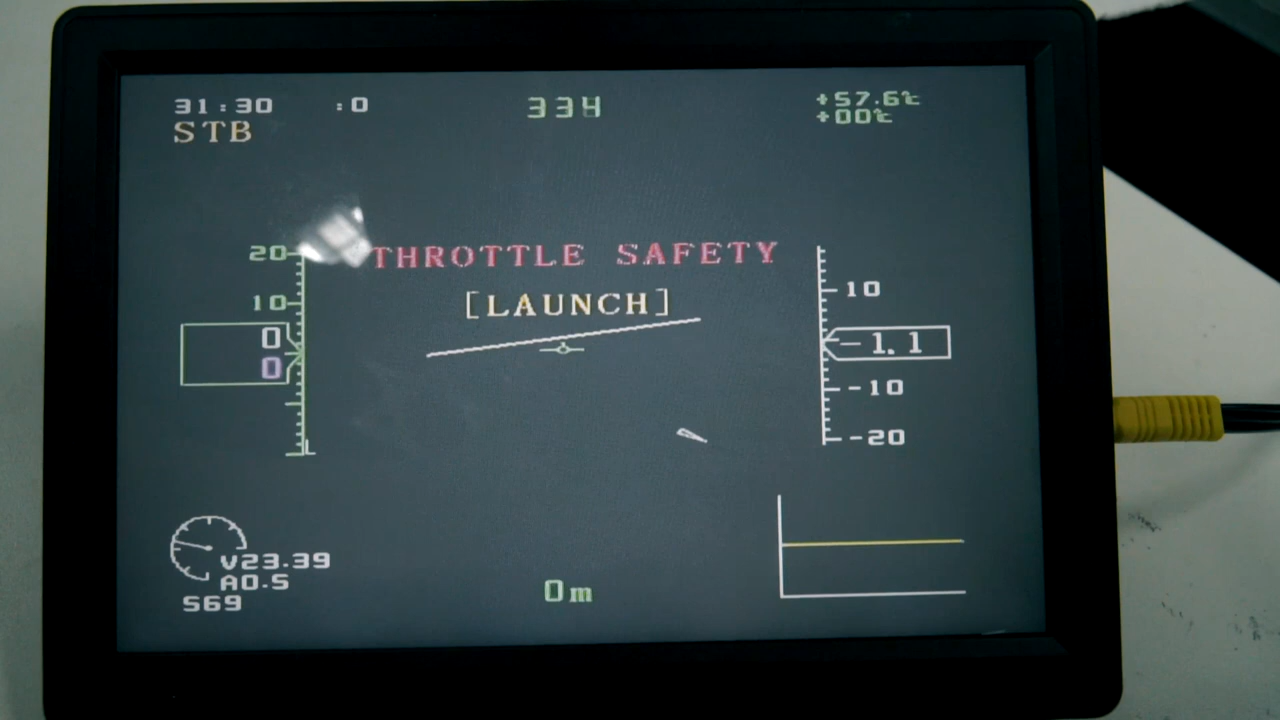 31:30 :0 334 +57.6℃
STB +00℃
20 THROTTLE SAFETY
10 [LAUNCH] 10
0 -1.1
0
-10
-20
V23.39
A0.5
S69 0m